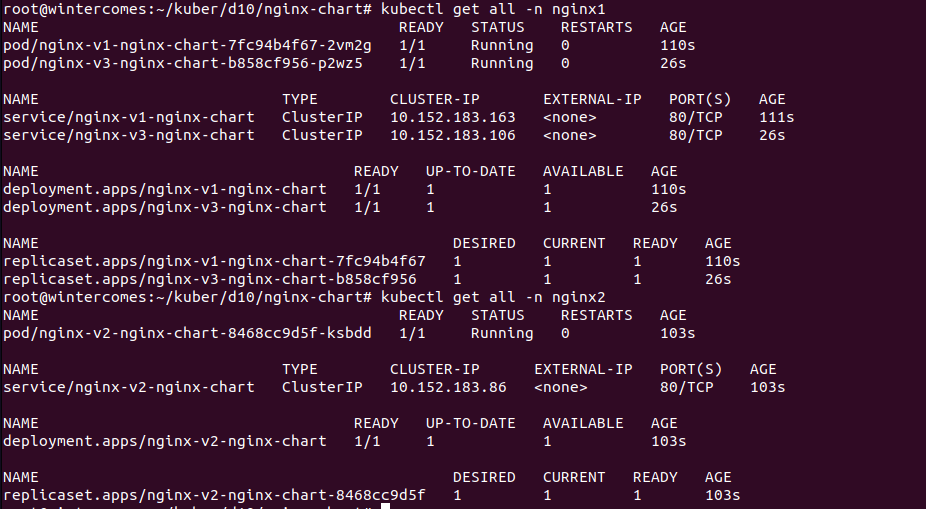 root@wintercomes:~/kuber/d10/nginx-chart# kubectl get all -n nginx1
NAME READY STATUS RESTARTS AGE
pod/nginx-v1-nginx-chart-7fc94b4f67-2vm2g 1/1 Running 0 110s
pod/nginx-v3-nginx-chart-b858cf956-p2wz5 1/1 Running 0 26s
NAME TYPE CLUSTER-IP EXTERNAL-IP PORT(S) AGE
service/nginx-v1-nginx-chart ClusterIP 10.152.183.163 <none> 80/TCP 111s
service/nginx-v3-nginx-chart ClusterIP 10.152.183.106 <none> 80/TCP 26s
NAME READY UP-TO-DATE AVAILABLE AGE
deployment.apps/nginx-v1-nginx-chart 1/1 1 1 110s
deployment.apps/nginx-v3-nginx-chart 1/1 1 1 26s
NAME DESIRED CURRENT READY AGE
replicaset.apps/nginx-v1-nginx-chart-7fc94b4f67 1 1 1 110s
replicaset.apps/nginx-v3-nginx-chart-b858cf956 1 1 1 26s
root@wintercomes:~/kuber/d10/nginx-chart# kubectl get all -n nginx2
NAME READY STATUS RESTARTS AGE
pod/nginx-v2-nginx-chart-8468cc9d5f-ksbdd 1/1 Running 0 103s
NAME TYPE CLUSTER-IP EXTERNAL-IP PORT(S) AGE
service/nginx-v2-nginx-chart ClusterIP 10.152.183.86 <none> 80/TCP 103s
NAME READY UP-TO-DATE AVAILABLE AGE
deployment.apps/nginx-v2-nginx-chart 1/1 1 1 103s
NAME DESIRED CURRENT READY AGE
replicaset.apps/nginx-v2-nginx-chart-8468cc9d5f 1 1 1 103s